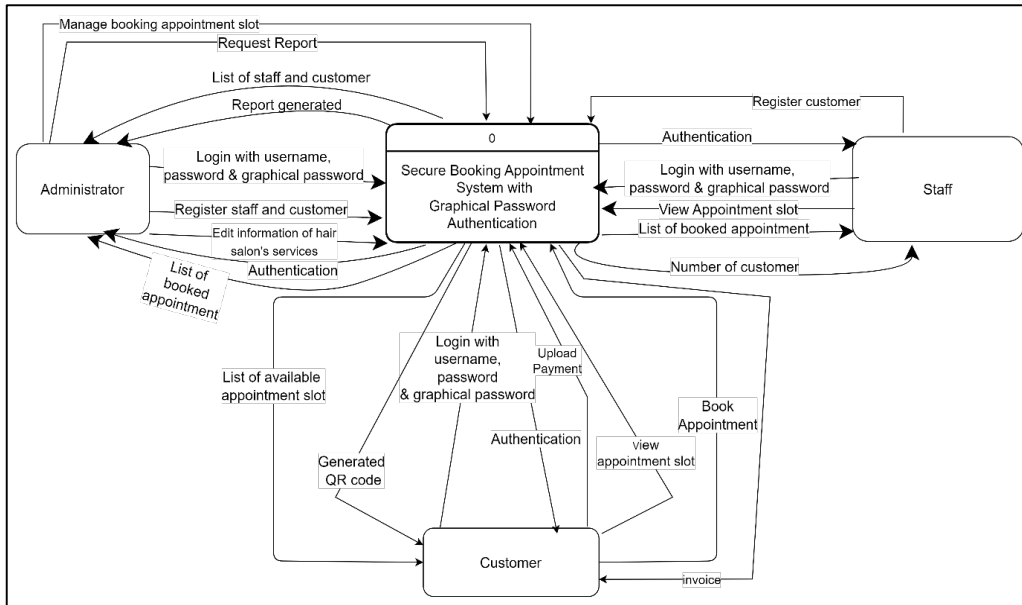 Manage booking appointment slot
Request Report
List of staff and customer
Report generated
Register customer
0
Authentication
Administrator
Login with username,
password & graphical password
Secure Booking Appointment
System with
Graphical Password
Authentication
Login with username,
password & graphical password
Staff
Register staff and customer
View Appointment slot
Edit information of hair
salon's services
List of booked appointment
Authentication
Number of customer
List of
booked
appointment
List of available
appointment slot
Login with
username,
password
& graphical password
Upload
Payment
Book
Appointment
Authentication
view
appointment slot
Generated
QR code
Customer
invoice